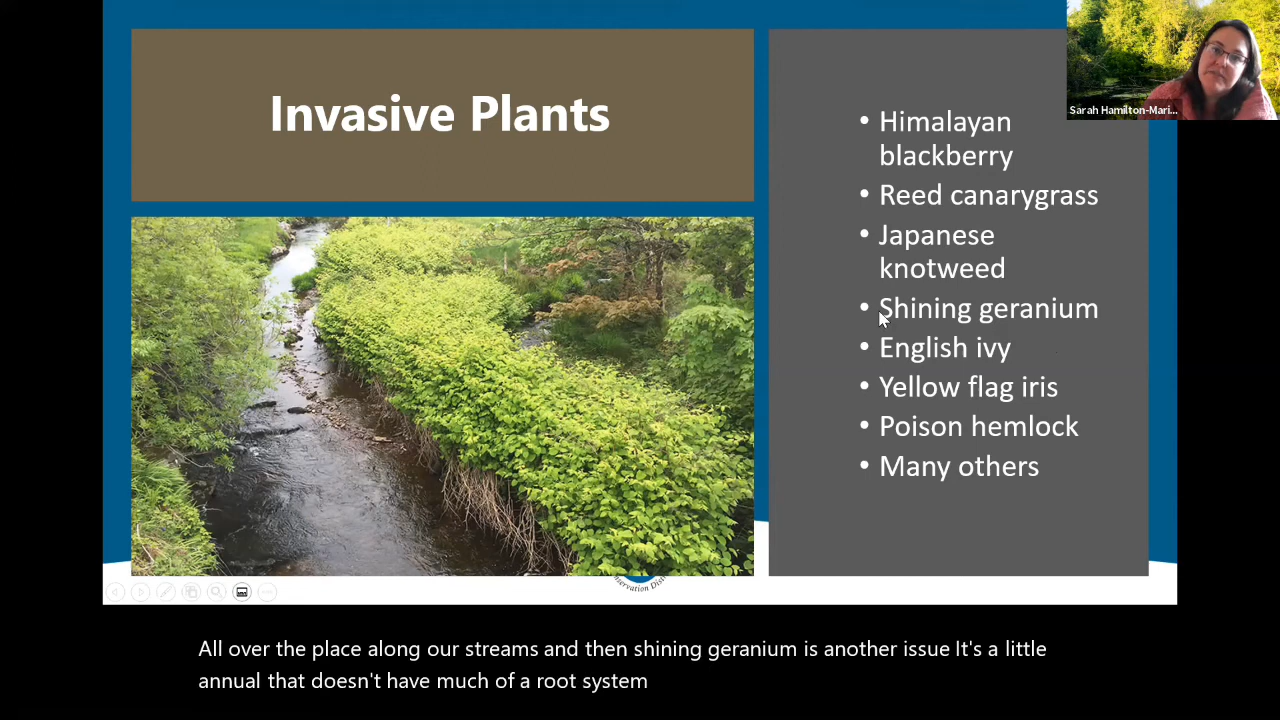 Invasive Plants
• Himalayan
blackberry
• Reed canarygrass
• Japanese
knotweed
• Shining geranium
• English ivy
• Yellow flag iris
• Poison hemlock
• Many others
Sarah Hamilton-Mari...
All over the place along our streams and then shining geranium is another issue It's a little
annual that doesn't have much of a root system